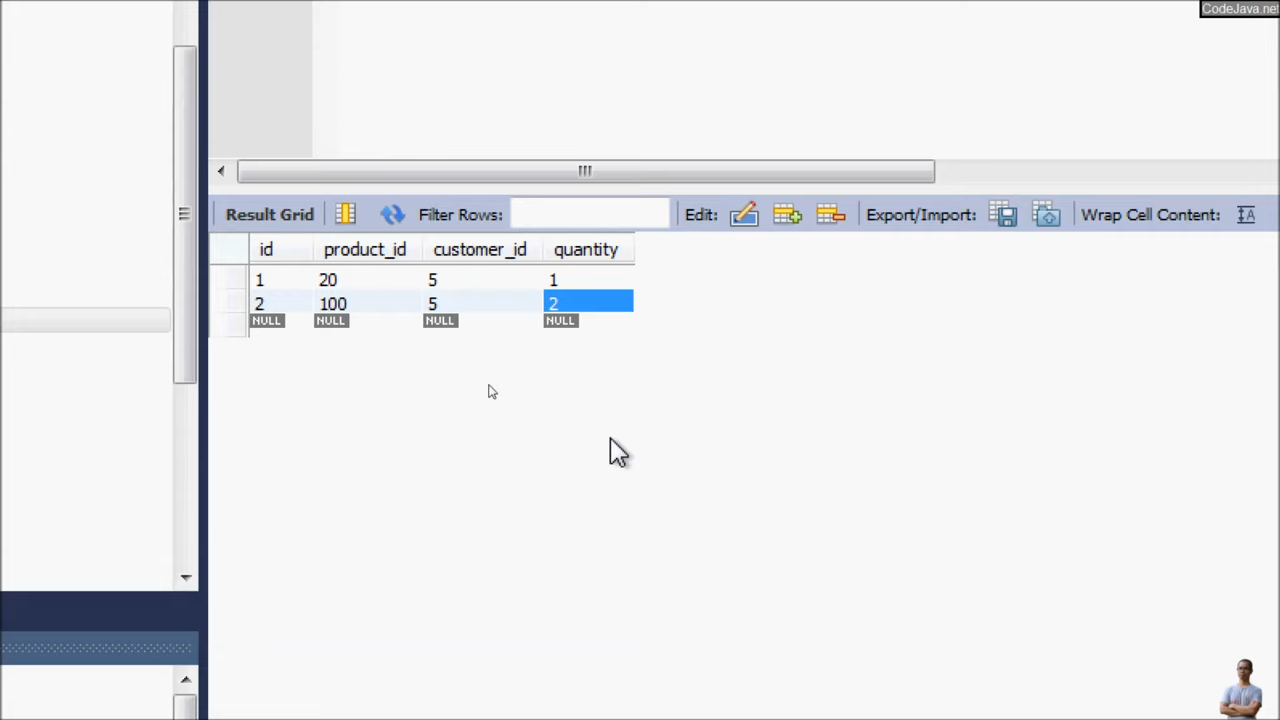 CodeJava.net
Result Grid Filter Rows: Edit: Export/Import: Wrap Cell Content:
id product_id customer_id quantity
1 20 5 1
2 100 5 2
NULL NULL NULL NULL